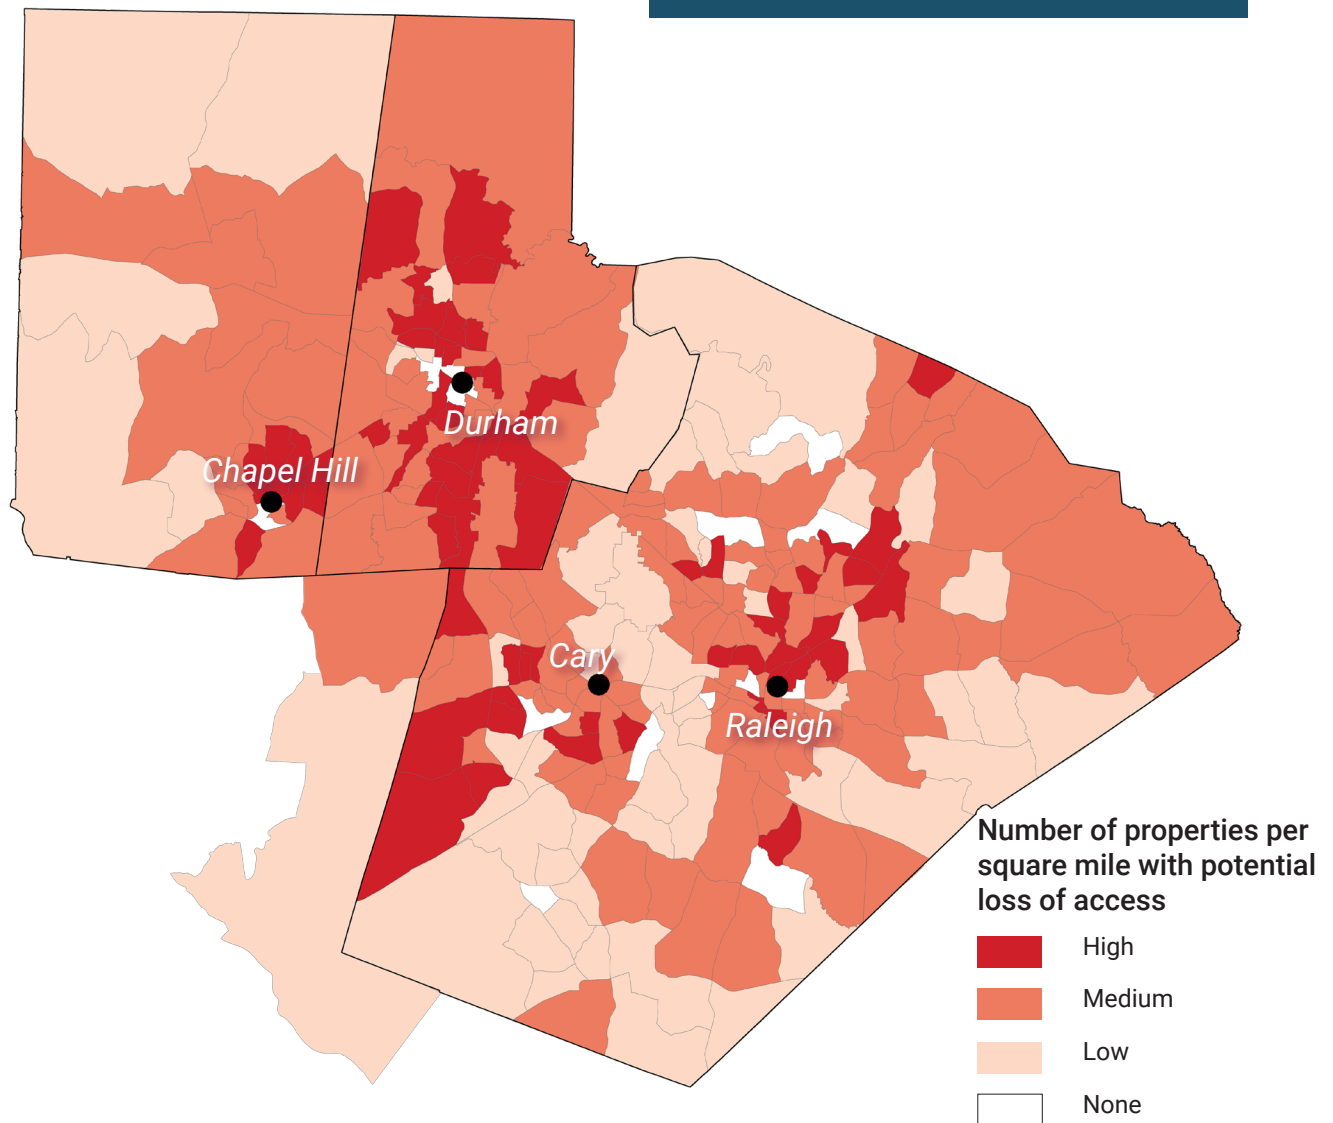 Durham
Chapel Hill
Cary
Raleigh
Number of properties per
square mile with potential
loss of access
High
Medium
Low
None